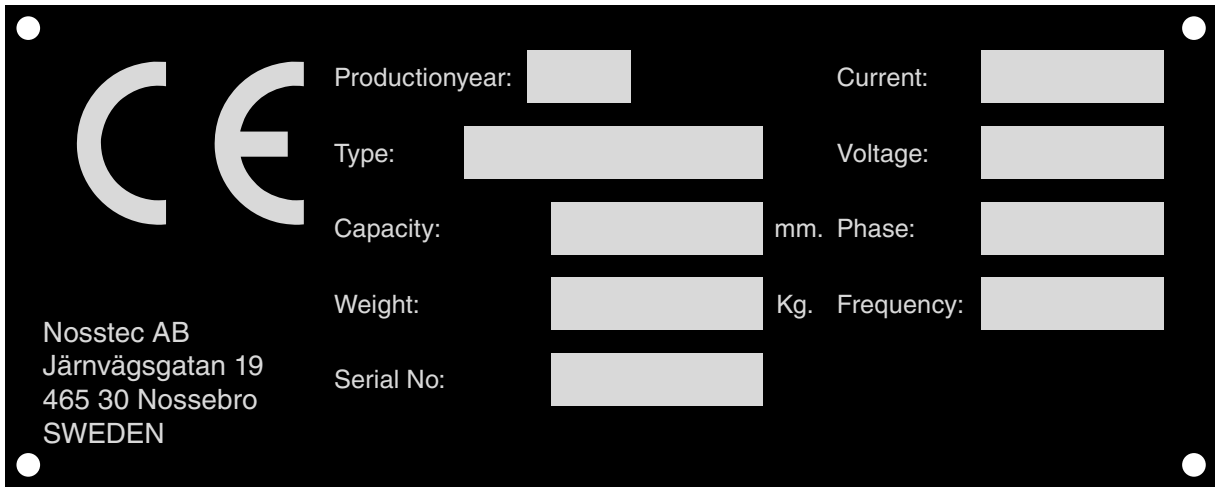 CE
Productionyear:
Type:
Capacity: mm.
Weight: Kg.
Serial No:
Current:
Voltage:
Phase:
Frequency:
Nosstec AB
Järnvägsgatan 19
465 30 Nossebro
SWEDEN